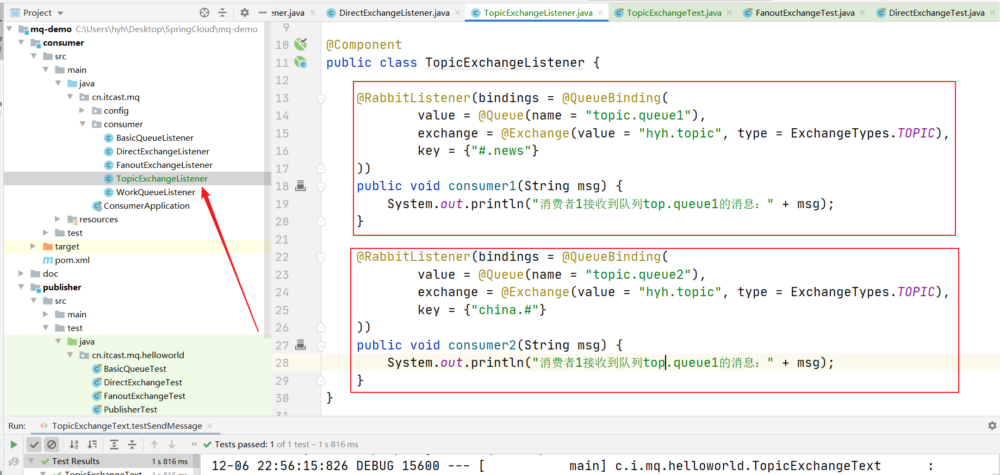 Project
ener.java
DirectExchangeListener.java
TopicExchangeListener.java
TopicExchangeText.java
FanoutExchangeTest.java
DirectExchangeTest.java
mq-demo C:\Users\hyh\Desktop\SpringCloud\mq-demo
consumer
src
main
java
cn.itcast.mq
config
consumer
BasicQueueListener
DirectExchangeListener
FanoutExchangeListener
TopicExchangeListener
WorkQueueListener
ConsumerApplication
resources
test
target
pom.xml
doc
publisher
src
main
test
java
cn.itcast.mq.helloworld
BasicQueueTest
DirectExchangeTest
FanoutExchangeTest
PublisherTest
9
10 @Component
11 public class TopicExchangeListener {
12
13 @RabbitListener(bindings = @QueueBinding(
14 value = @Queue(name = "topic.queue1"),
15 exchange = @Exchange(value = "hyh.topic", type = ExchangeTypes.TOPIC),
16 key = {"#.news"}
17 ))
18 public void consumer1(String msg) {
19 System.out.println("消费者1接收到队列top.queue1的消息：" + msg);
20 }
21
22 @RabbitListener(bindings = @QueueBinding(
23 value = @Queue(name = "topic.queue2"),
24 exchange = @Exchange(value = "hyh.topic", type = ExchangeTypes.TOPIC),
25 key = {"china.#"}
26 ))
27 public void consumer2(String msg) {
28 System.out.println("消费者1接收到队列top.queue1的消息：" + msg);
29 }
30 }
31
Run: TopicExchangeText.testSendMessage
Tests passed: 1 of 1 test – 1 s 816 ms
Test Results 1 s 816 ms
TopicExchangeText 1 s 816 ms
12-06 22:56:15:826 DEBUG 15600 --- [ main] c.i.mq.helloworld.TopicExchangeText :